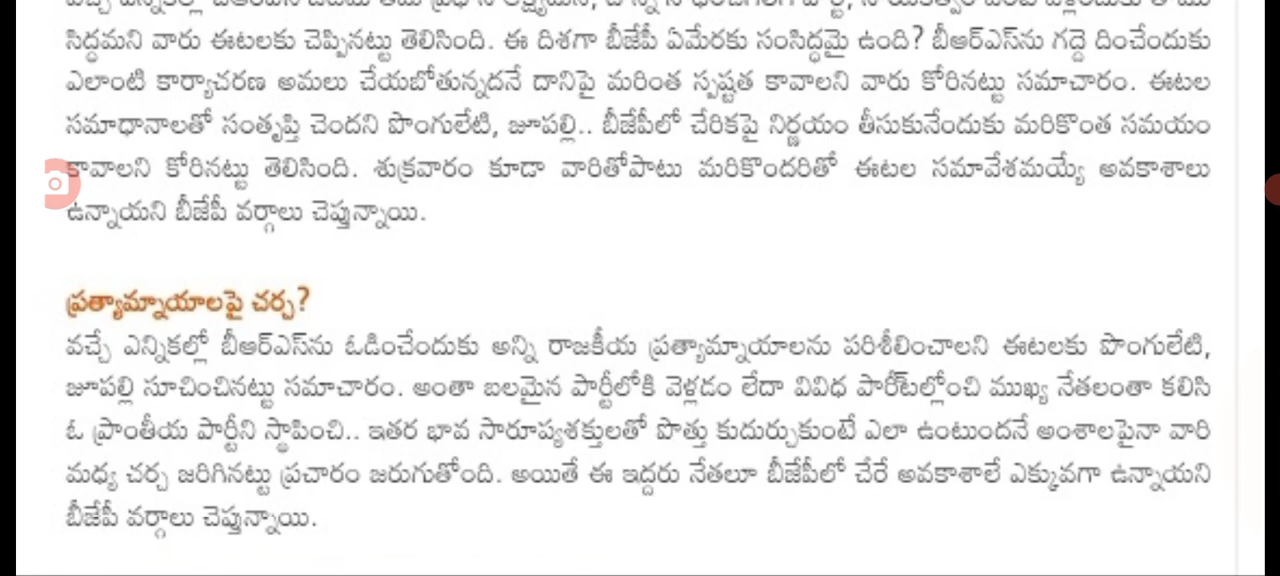 సిద్ధమని వారు ఈటలకు చెప్పినట్టు తెలిసింది. ఈ దిశగా బీజేపీ ఏమేరకు సంసిద్ధమై ఉంది? బీఆర్ఎస్‌ను గద్దె దించేందుకు
ఎలాంటి కార్యాచరణ అమలు చేయబోతున్నదనే దానిపై మరింత స్పష్టత కావాలని వారు కోరినట్టు సమాచారం. ఈటల
సమాధానాలతో సంతృప్తి చెందని పొంగులేటి, జూపల్లి.. బీజేపీలో చేరికపై నిర్ణయం తీసుకునేందుకు మరికొంత సమయం
కావాలని కోరినట్టు తెలిసింది. శుక్రవారం కూడా వారితోపాటు మరికొందరితో ఈటల సమావేశమయ్యే అవకాశాలు
ఉన్నాయని బీజేపీ వర్గాలు చెప్తున్నాయి.
ప్రత్యామ్నాయాలపై చర్చ?
వచ్చే ఎన్నికల్లో బీఆర్ఎస్‌ను ఓడించేందుకు అన్ని రాజకీయ ప్రత్యామ్నాయాలను పరిశీలించాలని ఈటలకు పొంగులేటి,
జూపల్లి సూచించినట్టు సమాచారం. అంతా బలమైన పార్టీలోకి వెళ్లడం లేదా వివిధ పార్టీల్లోంచి ముఖ్య నేతలంతా కలిసి
ఓ ప్రాంతీయ పార్టీని స్థాపించి.. ఇతర భావ సారూప్యశక్తులతో పొత్తు కుదుర్చుకుంటే ఎలా ఉంటుందనే అంశాలపైనా వారి
మధ్య చర్చ జరిగినట్టు ప్రచారం జరుగుతోంది. అయితే ఈ ఇద్దరు నేతలూ బీజేపీలో చేరే అవకాశాలే ఎక్కువగా ఉన్నాయని
బీజేపీ వర్గాలు చెప్తున్నాయి.